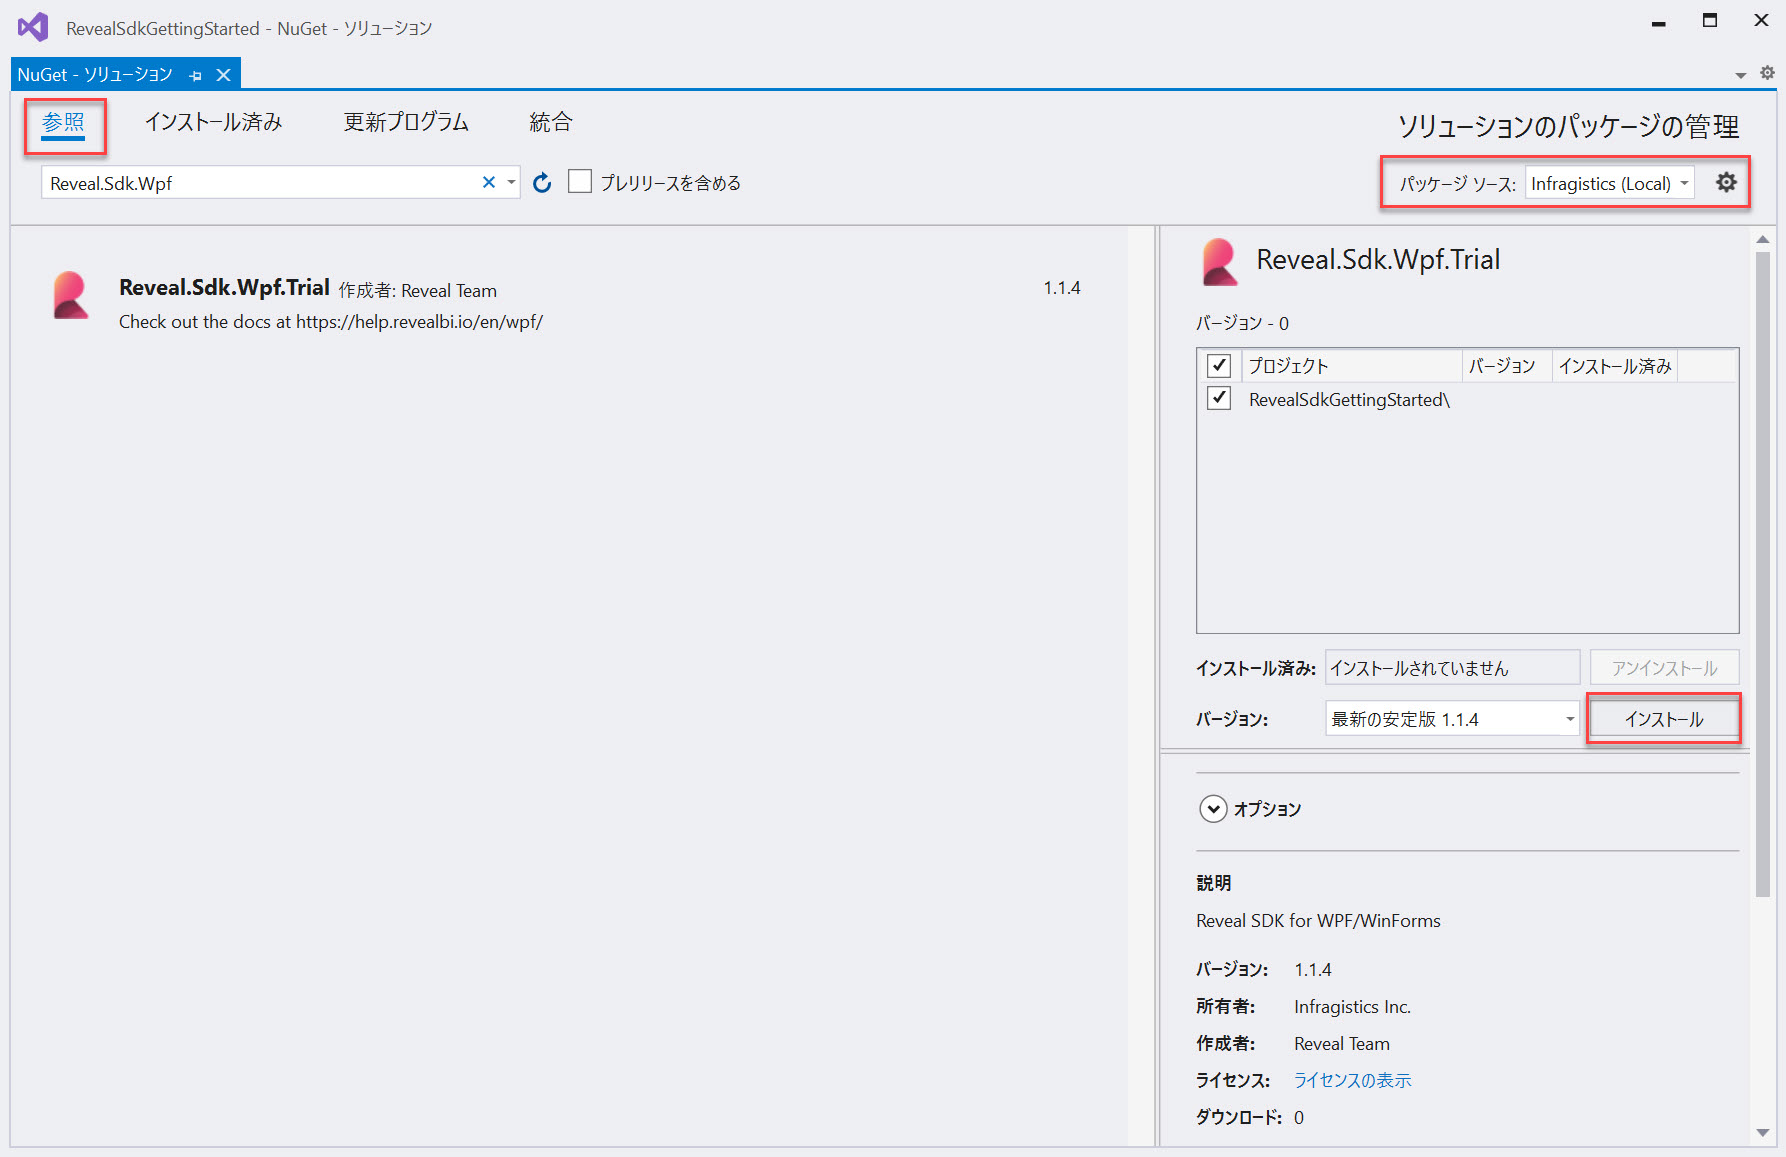 RevealSdkGettingStarted - NuGet - ソリューション
NuGet - ソリューション
参照 インストール済み 更新プログラム 統合
ソリューションのパッケージの管理
Reveal.Sdk.Wpf
プレリリースを含める
パッケージ ソース: Infragistics (Local)
Reveal.Sdk.Wpf.Trial 作成者: Reveal Team 1.1.4
Check out the docs at https://help.revealbi.io/en/wpf/
Reveal.Sdk.Wpf.Trial
バージョン - 0
プロジェクト バージョン インストール済み
RevealSdkGettingStarted\
インストール済み: インストールされていません アンインストール
バージョン: 最新の安定版 1.1.4 インストール
オプション
説明
Reveal SDK for WPF/WinForms
バージョン: 1.1.4
所有者: Infragistics Inc.
作成者: Reveal Team
ライセンス: ライセンスの表示
ダウンロード: 0